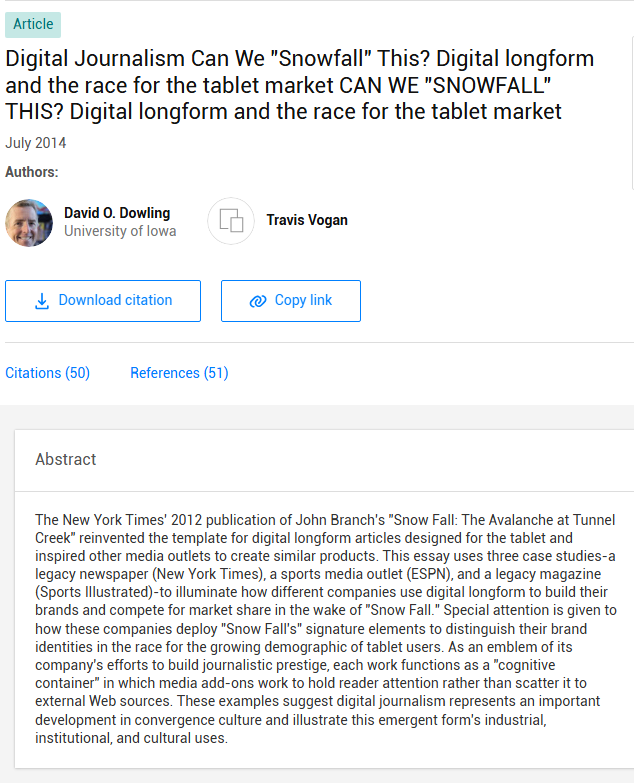 Article
Digital Journalism Can We "Snowfall" This? Digital longform
and the race for the tablet market CAN WE "SNOWFALL"
THIS? Digital longform and the race for the tablet market
July 2014
Authors:
David O. Dowling
University of Iowa
Travis Vogan
Download citation
Copy link
Citations (50)
References (51)
Abstract
The New York Times' 2012 publication of John Branch's "Snow Fall: The Avalanche at Tunnel
Creek" reinvented the template for digital longform articles designed for the tablet and
inspired other media outlets to create similar products. This essay uses three case studies-a
legacy newspaper (New York Times), a sports media outlet (ESPN), and a legacy magazine
(Sports Illustrated)-to illuminate how different companies use digital longform to build their
brands and compete for market share in the wake of "Snow Fall." Special attention is given to
how these companies deploy "Snow Fall's" signature elements to distinguish their brand
identities in the race for the growing demographic of tablet users. As an emblem of its
company's efforts to build journalistic prestige, each work functions as a "cognitive
container" in which media add-ons work to hold reader attention rather than scatter it to
external Web sources. These examples suggest digital journalism represents an important
development in convergence culture and illustrate this emergent form's industrial,
institutional, and cultural uses.